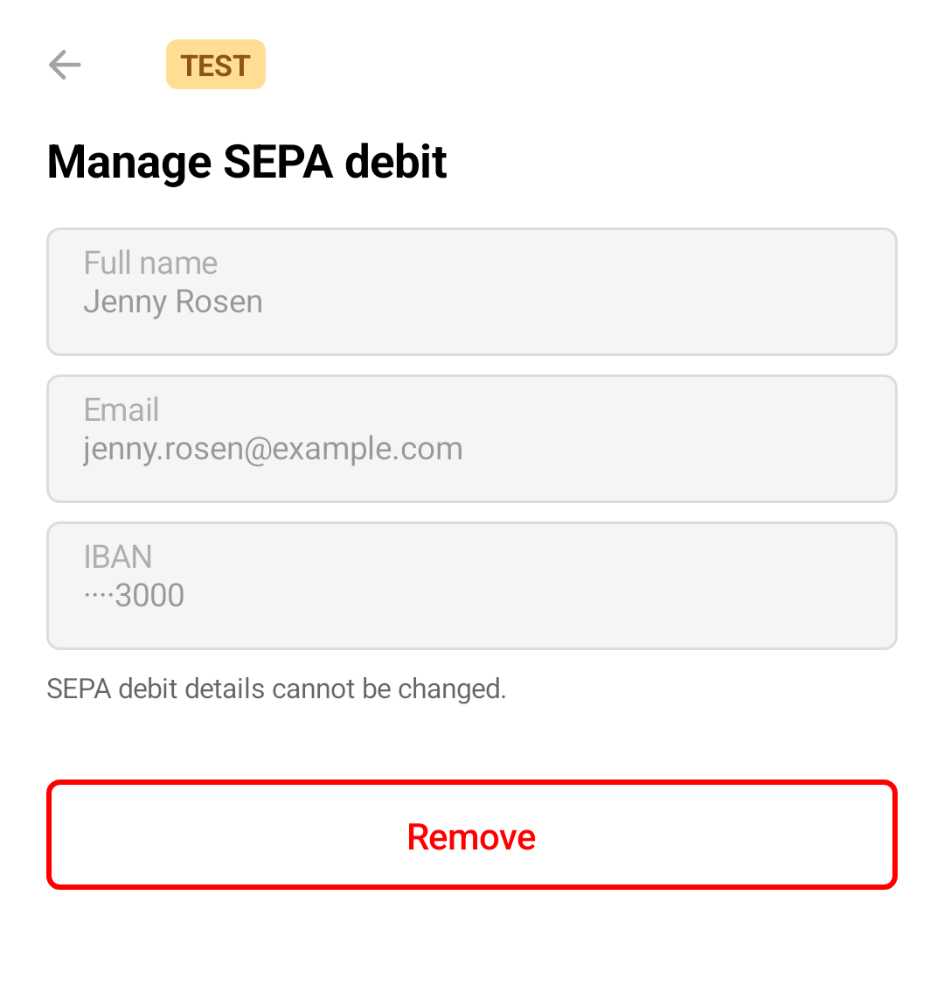 TEST
Manage SEPA debit
Full name
Jenny Rosen
Email
jenny.rosen@example.com
IBAN
····3000
SEPA debit details cannot be changed.
Remove